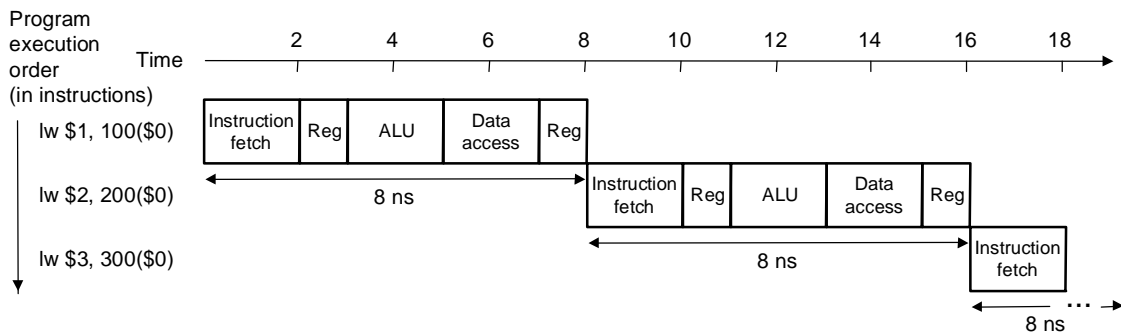 Program
execution
order
(in instructions)
Time
2 4 6 8 10 12 14 16 18
lw $1, 100($0)
Instruction
fetch
Reg
ALU
Data
access
Reg
8 ns
lw $2, 200($0)
Instruction
fetch
Reg
ALU
Data
access
Reg
8 ns
lw $3, 300($0)
Instruction
fetch
...
8 ns